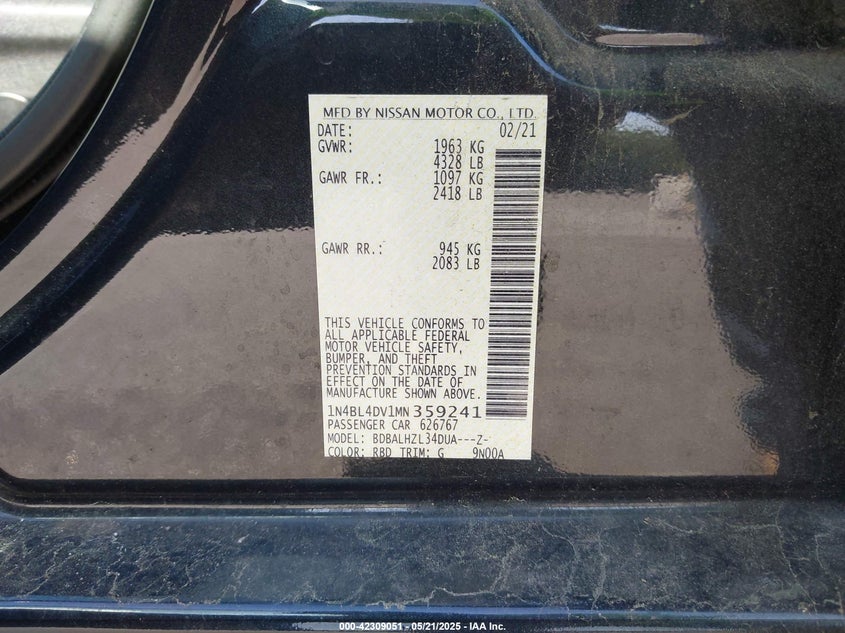 MFD BY NISSAN MOTOR CO., LTD.
DATE: 02/21
GVWR: 1963 KG
4328 LB
GAWR FR.: 1097 KG
2418 LB
GAWR RR.: 945 KG
2083 LB
THIS VEHICLE CONFORMS TO
ALL APPLICABLE FEDERAL
MOTOR VEHICLE SAFETY,
BUMPER, AND THEFT
PREVENTION STANDARDS IN
EFFECT ON THE DATE OF
MANUFACTURE SHOWN ABOVE.
1N4BL4DV1MN359241
PASSENGER CAR 626767
MODEL: BDBALHZL34DUA---Z-
COLOR: RBD TRIM: G 9N00A
000-42309051 - 05/21/2025 - IAA Inc.